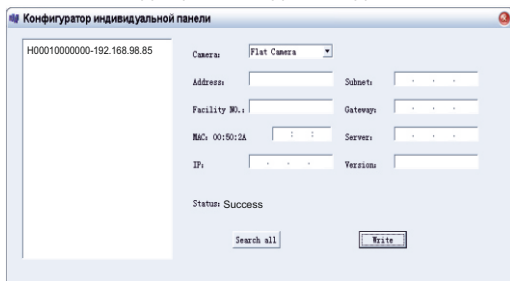 Конфигуратор индивидуальной панели
H00010000000-192.168.98.85
Camera: Flat Camera
Address: Subnet:
Facility NO.: Gateway:
MAC: 00:50:2A : : Server:
IP: Version:
Status: Success
Search all Write